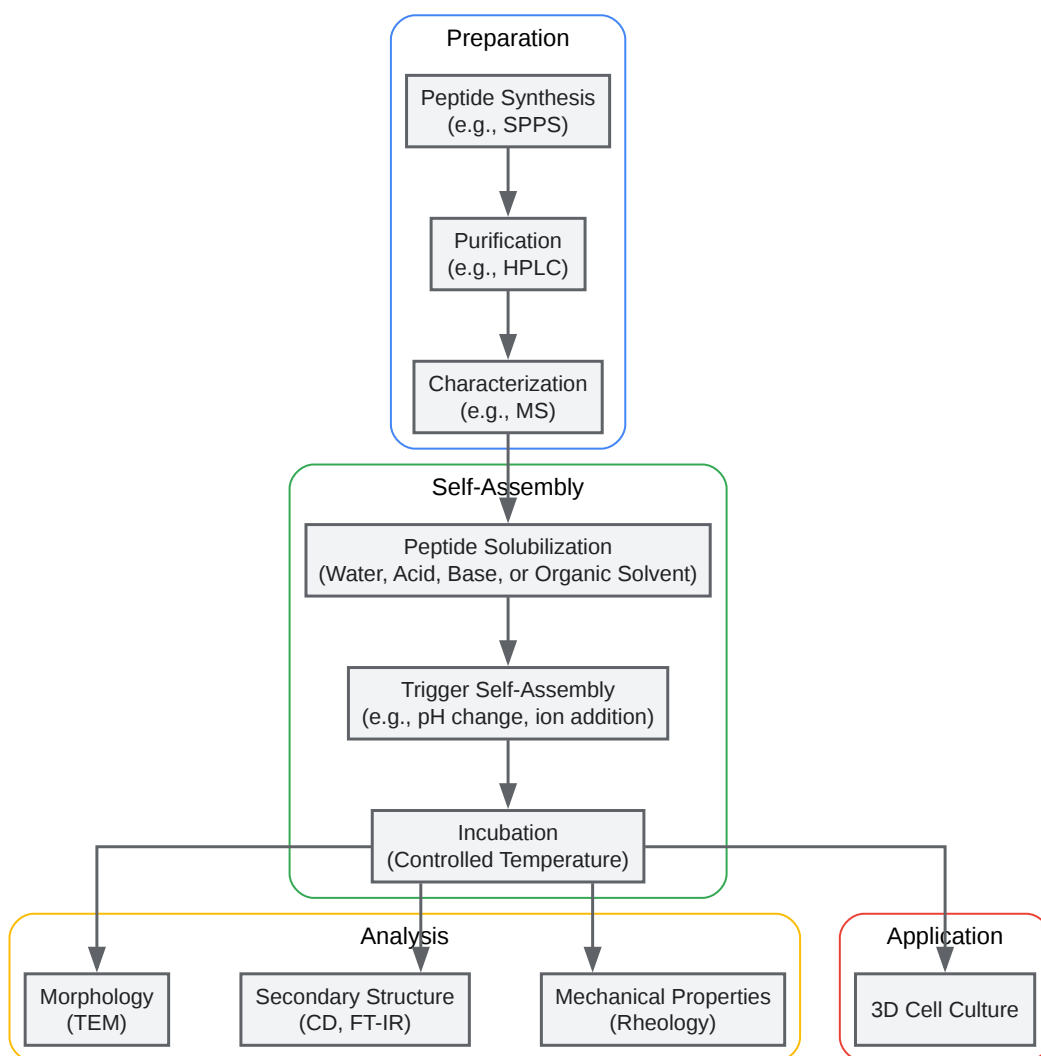 Preparation
Peptide Synthesis
(e.g., SPPS)
Purification
(e.g., HPLC)
Characterization
(e.g., MS)
Self-Assembly
Peptide Solubilization
(Water, Acid, Base, or Organic Solvent)
Trigger Self-Assembly
(e.g., pH change, ion addition)
Incubation
(Controlled Temperature)
Analysis
Morphology
(TEM)
Secondary Structure
(CD, FT-IR)
Mechanical Properties
(Rheology)
Application
3D Cell Culture